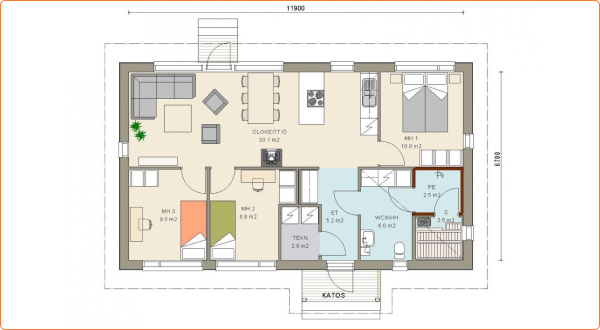 11900
6700
OLOKEITTIÖ
33.1 m2
MH 1
10.0 m2
MH 3
9.3 m2
MH 2
8.8 m2
TEKN
2.6 m2
ET
5.2 m2
WC/KHH
6.0 m2
PE
2.5 m2
S
2.5 m2
KATOS